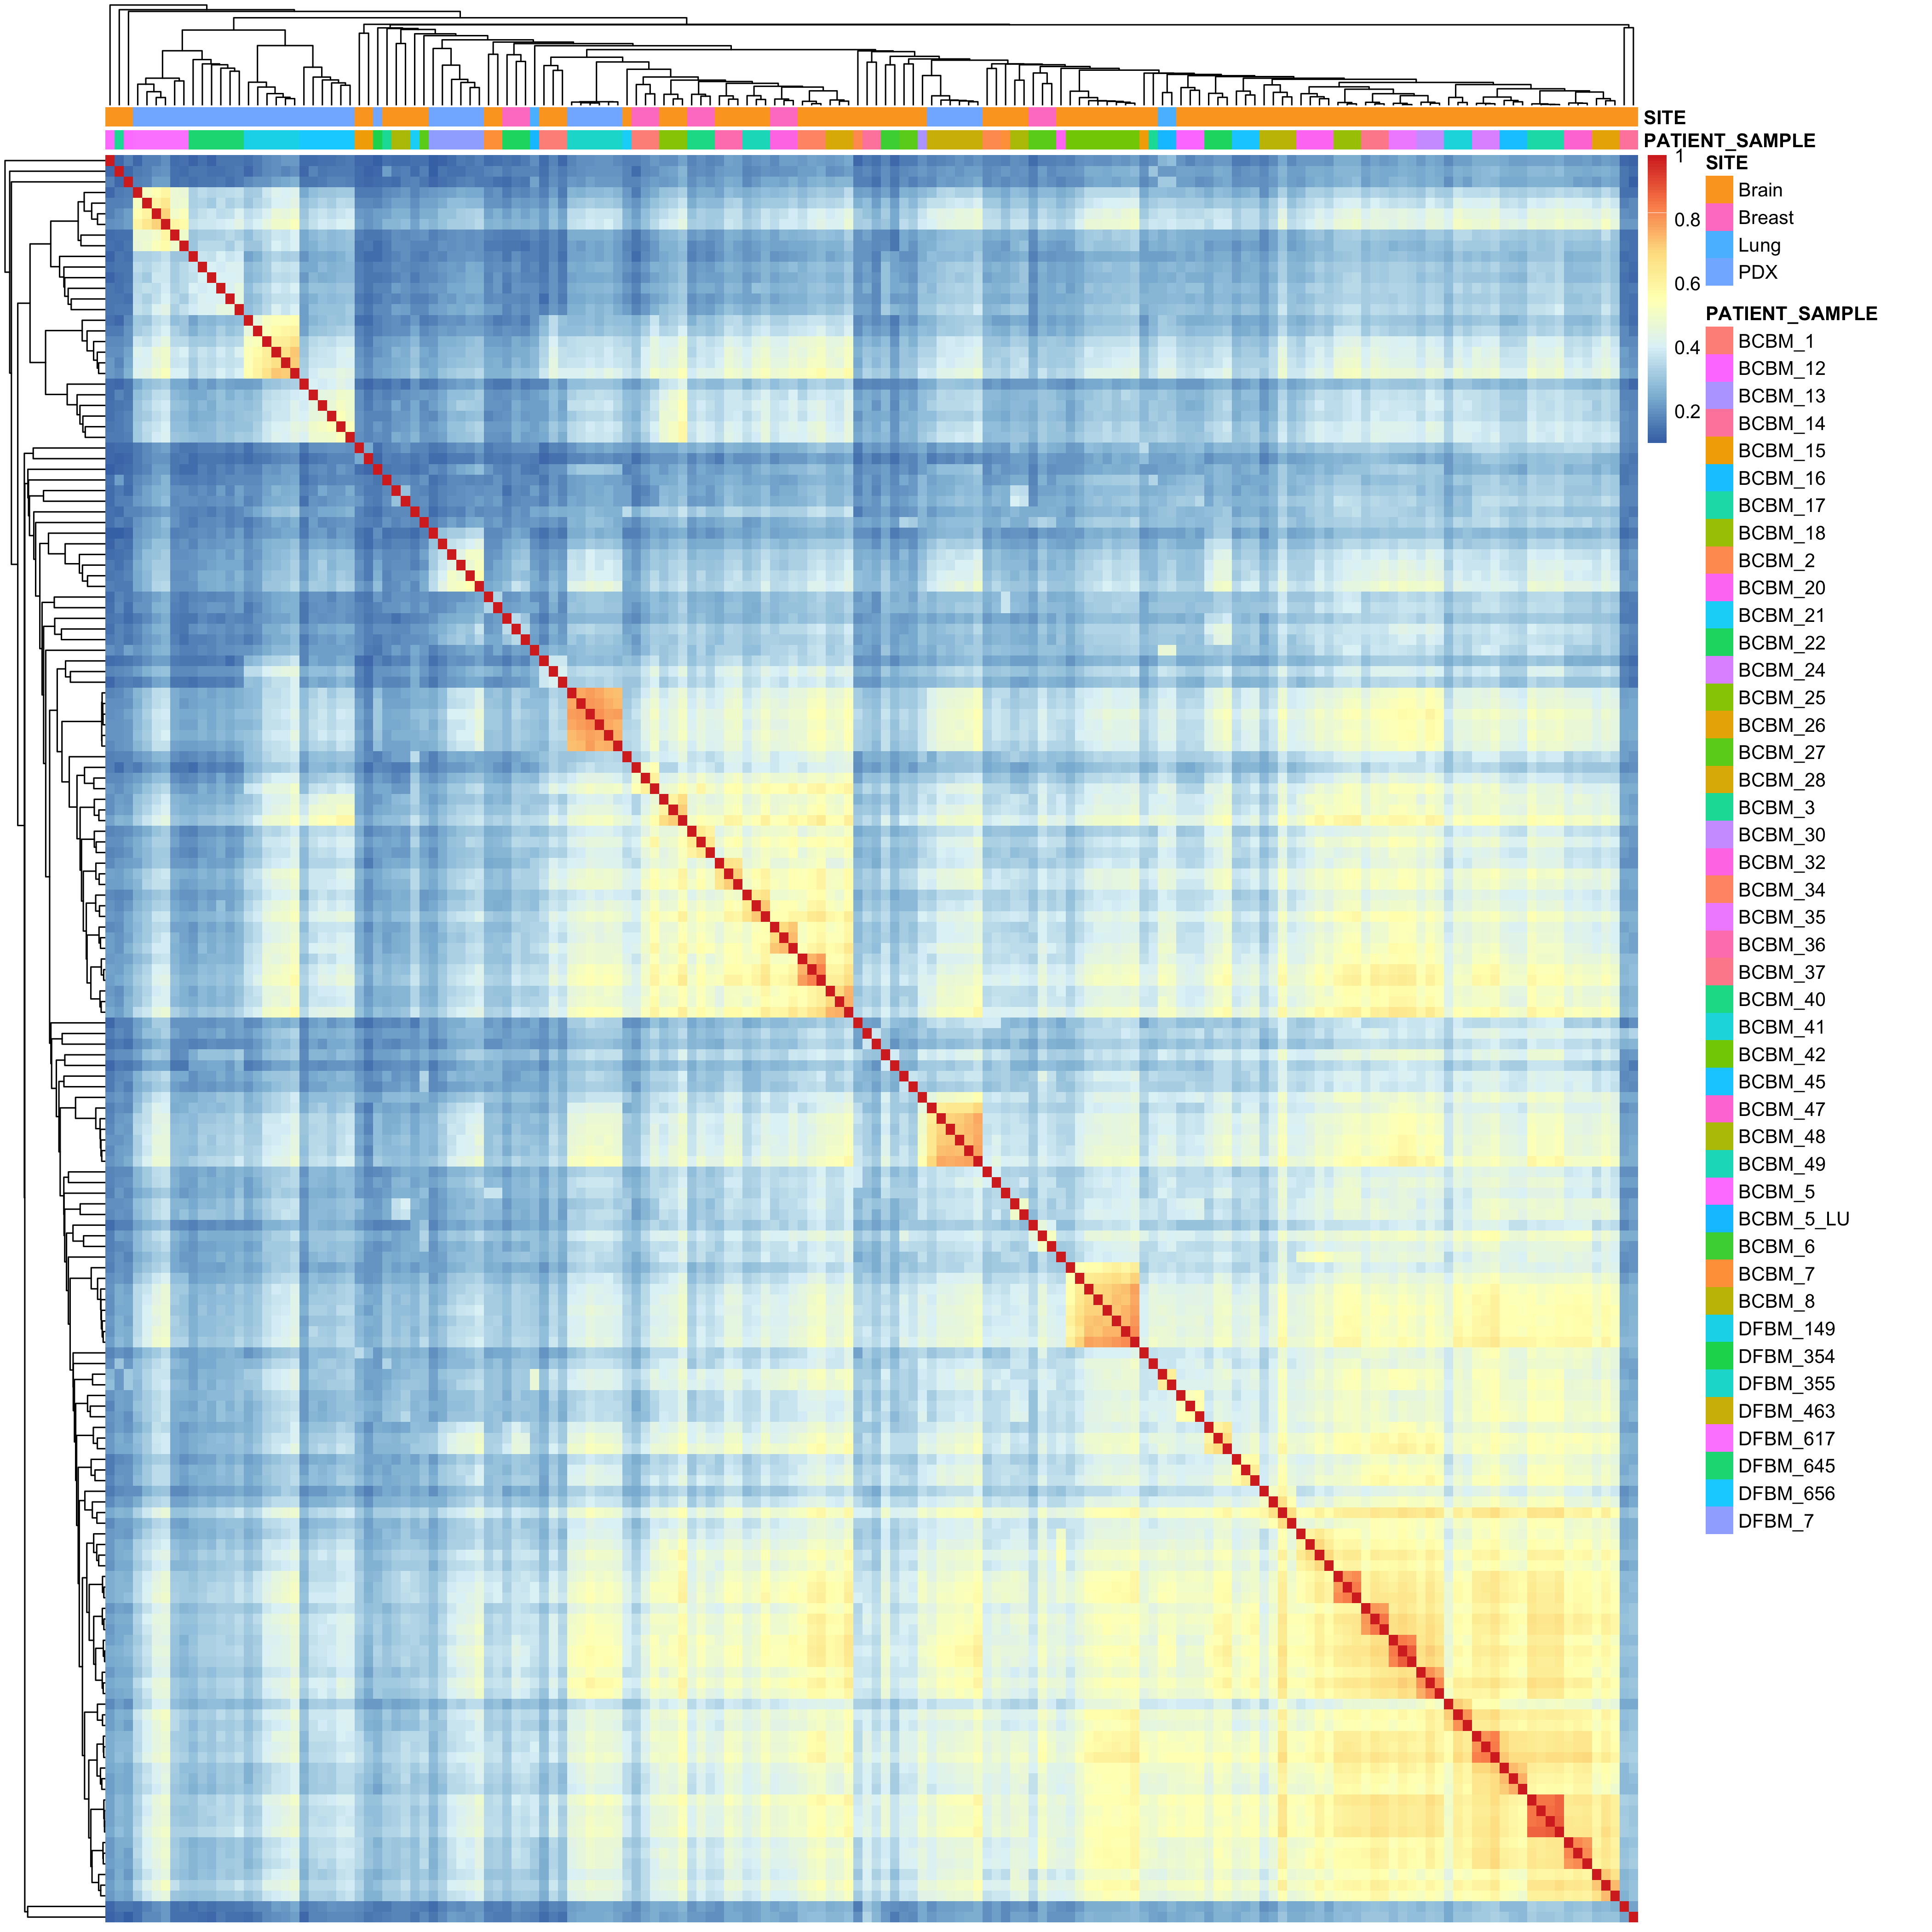 SITE
PATIENT_SAMPLE
1
0.8
0.6
0.4
0.2
SITE
Brain
Breast
Lung
PDX
PATIENT_SAMPLE
BCBM_1
BCBM_12
BCBM_13
BCBM_14
BCBM_15
BCBM_16
BCBM_17
BCBM_18
BCBM_2
BCBM_20
BCBM_21
BCBM_22
BCBM_24
BCBM_25
BCBM_26
BCBM_27
BCBM_28
BCBM_3
BCBM_30
BCBM_32
BCBM_34
BCBM_35
BCBM_36
BCBM_37
BCBM_40
BCBM_41
BCBM_42
BCBM_45
BCBM_47
BCBM_48
BCBM_49
BCBM_5
BCBM_5_LU
BCBM_6
BCBM_7
BCBM_8
DFBM_149
DFBM_354
DFBM_355
DFBM_463
DFBM_617
DFBM_645
DFBM_656
DFBM_7